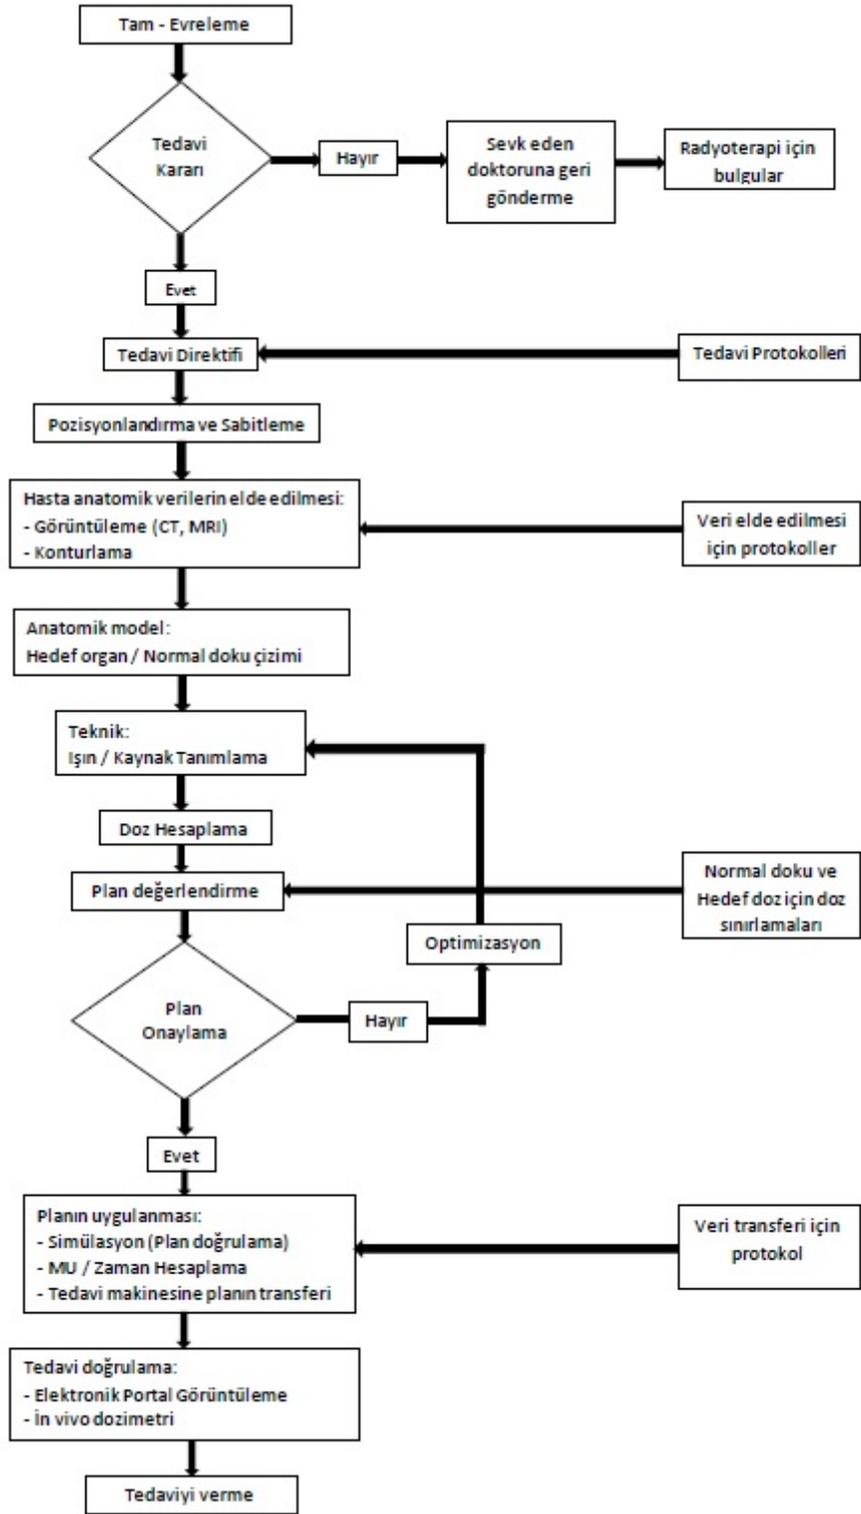 Tam - Evreleme
Tedavi
Kararı
Hayır
Sevk eden
doktoruna geri
gönderme
Radyoterapi için
bulgular
Evet
Tedavi Direktifi
Tedavi Protokolleri
Pozisyonlandırma ve Sabitleme
Hasta anatomik verilerin elde edilmesi:
- Görüntüleme (CT, MRI)
- Konturlama
Veri elde edilmesi
için protokoller
Anatomik model:
Hedef organ / Normal doku çizimi
Teknik:
Işın / Kaynak Tanımlama
Doz Hesaplama
Plan değerlendirme
Normal doku ve
Hedef doz için doz
sınırlamaları
Optimizasyon
Plan
Onaylama
Hayır
Evet
Planın uygulanması:
- Simülasyon (Plan doğrulama)
- MU / Zaman Hesaplama
- Tedavi makinesine planın transferi
Veri transferi için
protokol
Tedavi doğrulama:
- Elektronik Portal Görüntüleme
- İn vivo dozimetri
Tedaviyi verme